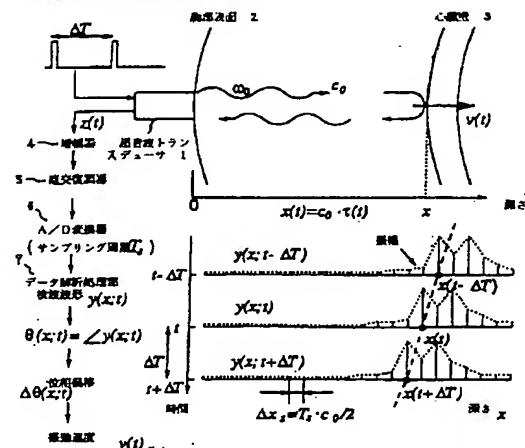 ΔT
胸部表面 2
心臓壁 3
ω₀
c₀
z(t)
v(t)
超音波トラン
スデューサ 1
4 増幅器
5 直交復調器
6
A/D変換器
(サンプリング周期Tₛ)
7
データ解析処理部
検波波形 y(x;t)
θ(x;t)=∠y(x;t)
Δθ(x;t) 位相偏移
振動速度
v(t)
0
x(t)=c₀・τ(t)
x
深さ
振幅
y(x;t-ΔT)
t-ΔT
x(t-ΔT)
y(x;t)
t
x(t)
ΔT
y(x;t+ΔT)
t+ΔT
x(t+ΔT)
時間
Δxₛ=Tₛ・c₀/2
深さ x